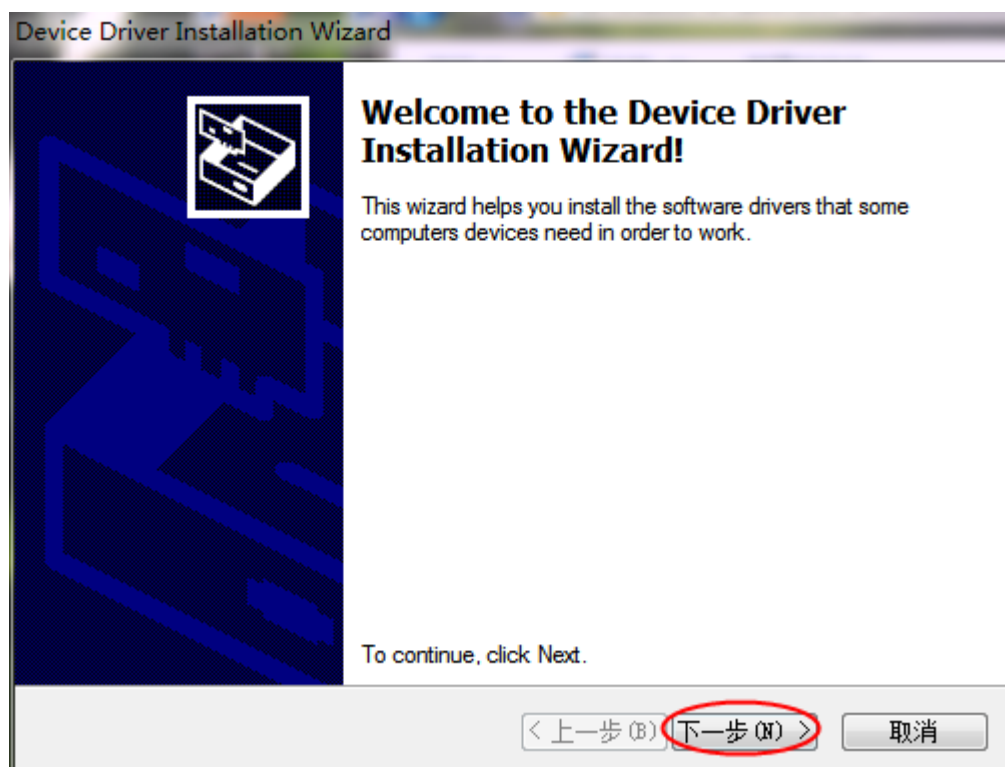 Device Driver Installation Wizard
Welcome to the Device Driver
Installation Wizard!
This wizard helps you install the software drivers that some
computers devices need in order to work.
To continue, click Next.
< 上一步(B) 下一步(N) > 取消